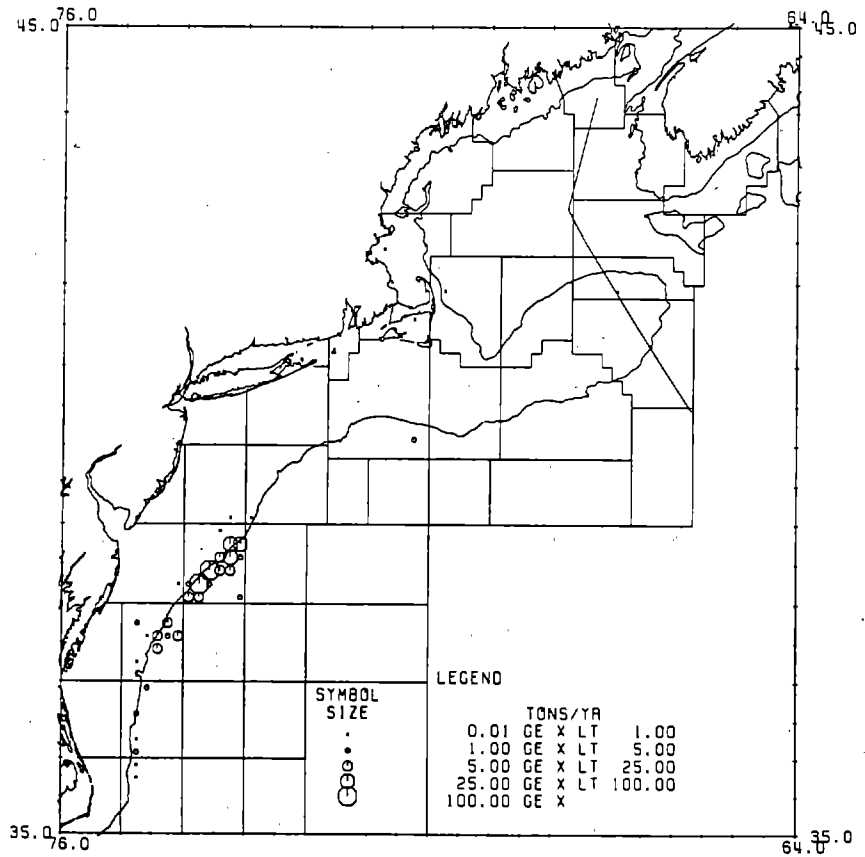 76.0 64.0
45.0 45.0
LEGEND
SYMBOL
SIZE
TONS/YR
0.01 GE X LT 1.00
1.00 GE X LT 5.00
5.00 GE X LT 25.00
25.00 GE X LT 100.00
100.00 GE X
35.0 35.0
76.0 64.0